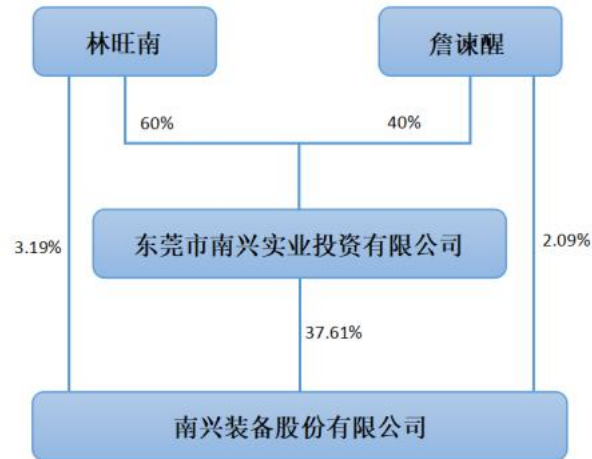 林旺南
詹谏醒
60%
40%
东莞市南兴实业投资有限公司
3.19%
2.09%
37.61%
南兴装备股份有限公司